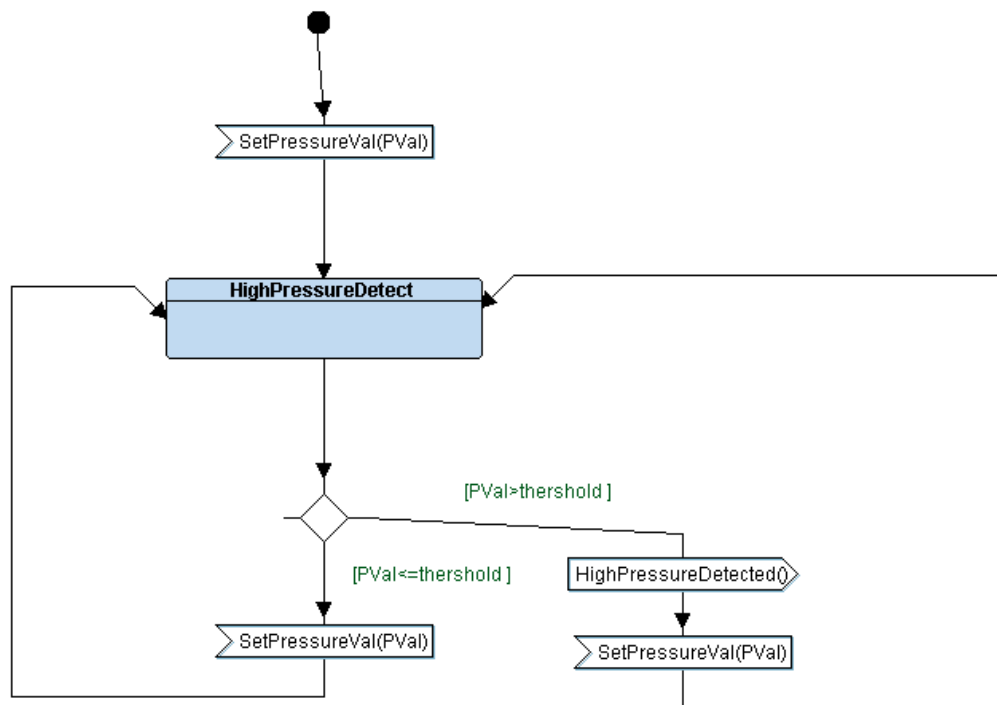 SetPressureVal(PVal)
HighPressureDetect
[PVal>thershold ]
[PVal<=thershold ]
HighPressureDetected()
SetPressureVal(PVal)
SetPressureVal(PVal)